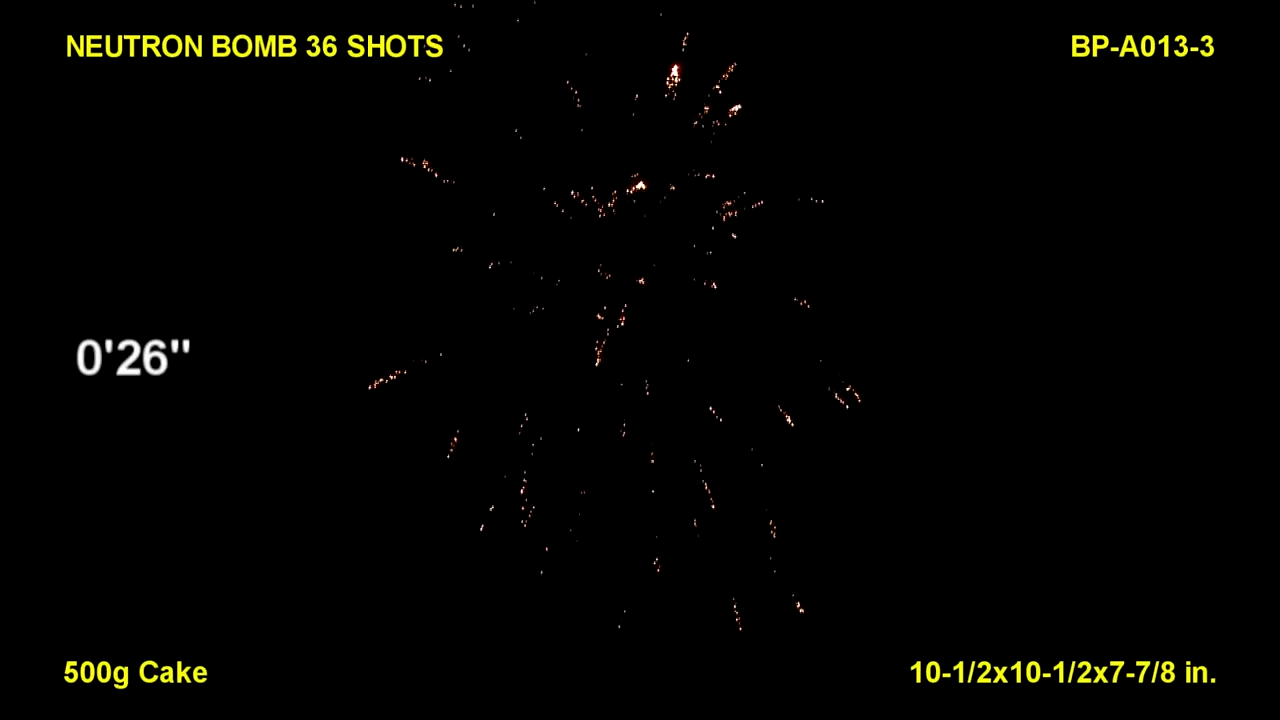 NEUTRON BOMB 36 SHOTS
BP-A013-3
0'26"
500g Cake
10-1/2x10-1/2x7-7/8 in.